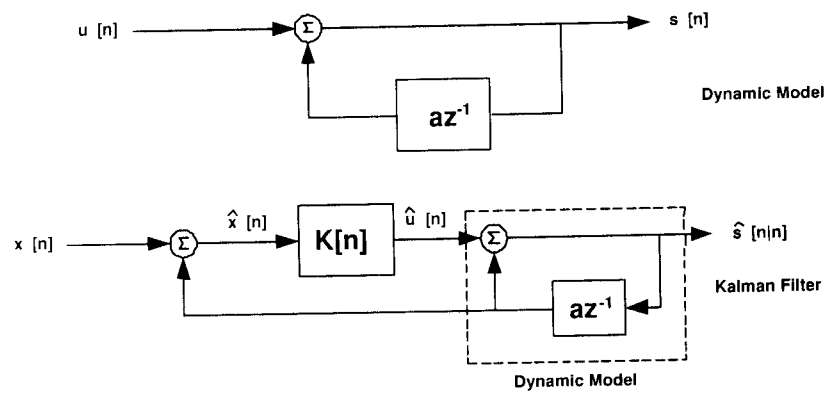 u [n]
Σ
s [n]
az⁻¹
Dynamic Model
x [n]
Σ
x̂ [n]
K[n]
û [n]
Σ
ŝ [n|n]
az⁻¹
Kalman Filter
Dynamic Model